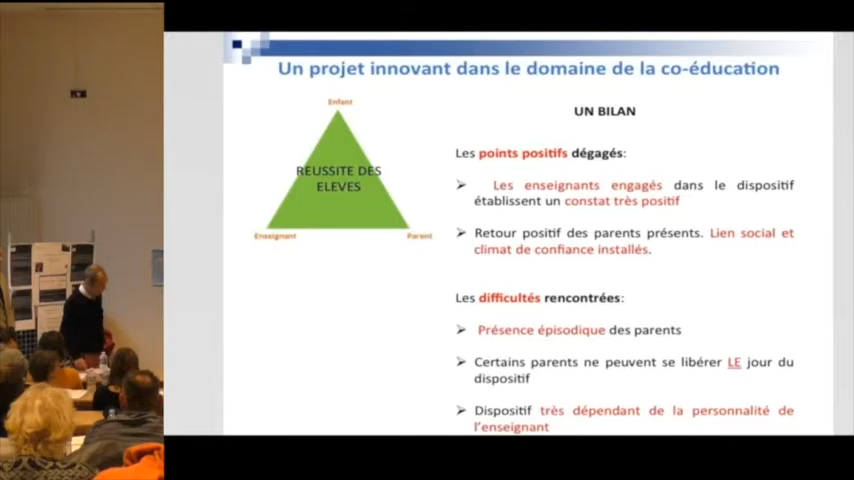 Un projet innovant dans le domaine de la co-éducation
Enfant
REUSSITE DES
ELEVES
Enseignant
Parent
UN BILAN
Les points positifs dégagés:
➢ Les enseignants engagés dans le dispositif
établissent un constat très positif
➢ Retour positif des parents présents. Lien social et
climat de confiance installés.
Les difficultés rencontrées:
➢ Présence épisodique des parents
➢ Certains parents ne peuvent se libérer LE jour du
dispositif
➢ Dispositif très dépendant de la personnalité de
l'enseignant